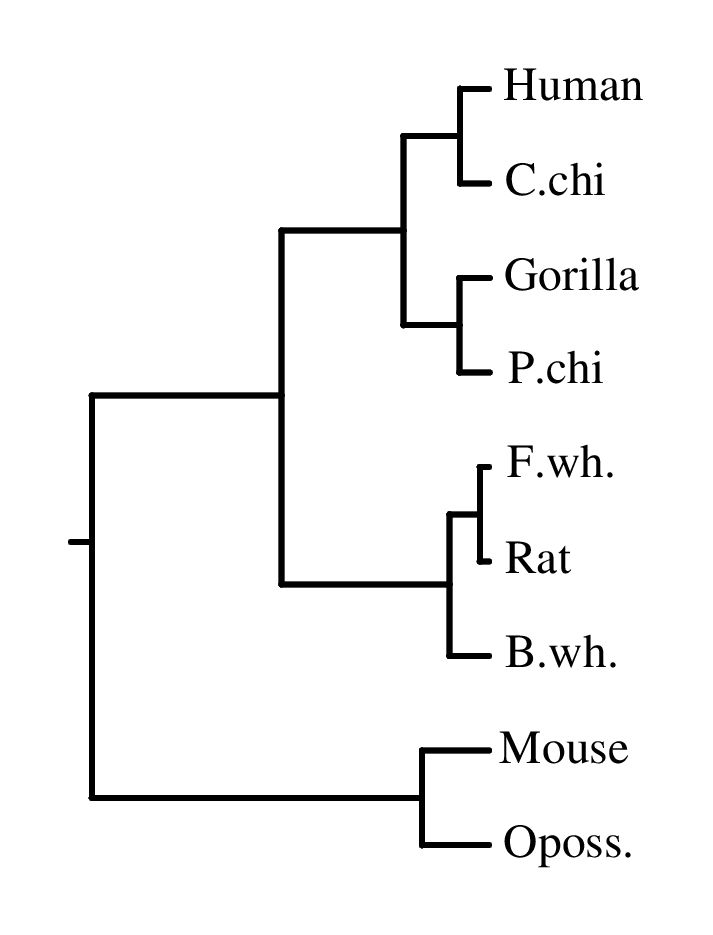 Human
C.chi
Gorilla
P.chi
F.wh.
Rat
B.wh.
Mouse
Oposs.